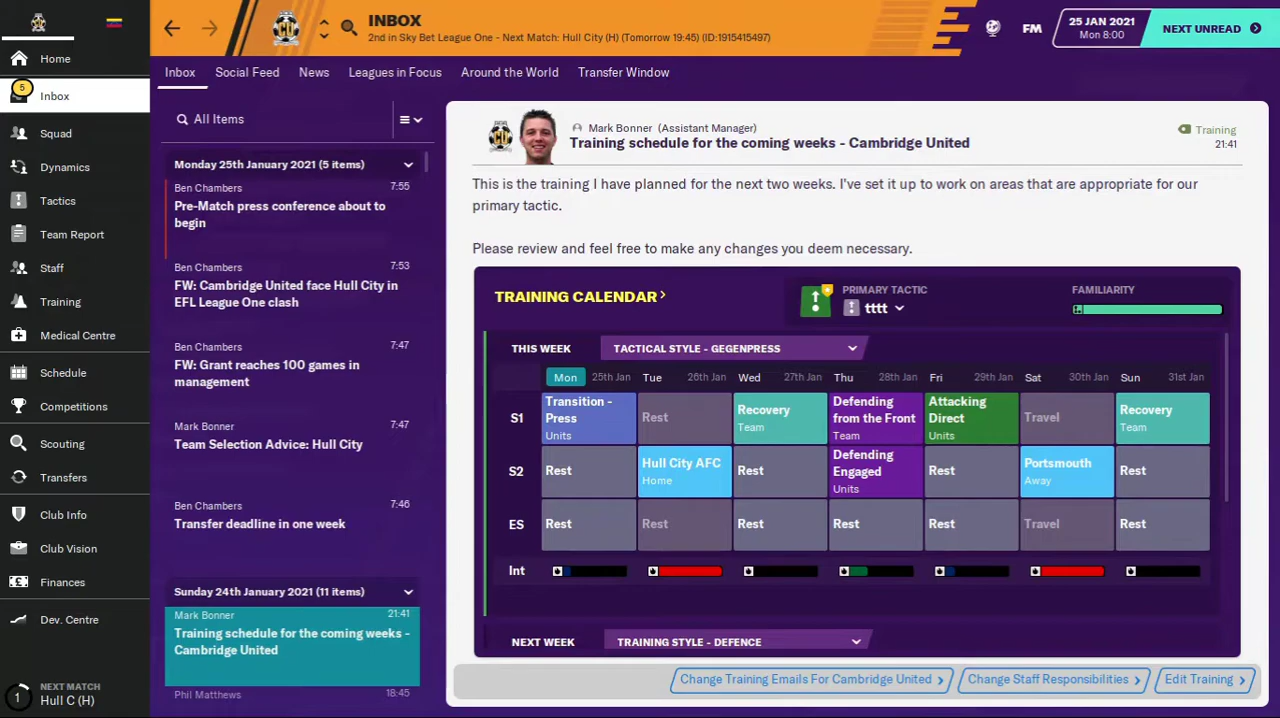 INBOX
2nd in Sky Bet League One - Next Match: Hull City (H) (Tomorrow 19:45) (ID:1915415497)
FM
25 JAN 2021
Mon 8:00
NEXT UNREAD
Home
5
Inbox
Squad
Dynamics
Tactics
Team Report
Staff
Training
Medical Centre
Schedule
Competitions
Scouting
Transfers
Club Info
Club Vision
Finances
Dev. Centre
1
NEXT MATCH
Hull C (H)
Inbox
Social Feed
News
Leagues in Focus
Around the World
Transfer Window
All Items
Monday 25th January 2021 (5 items)
Ben Chambers 7:55
Pre-Match press conference about to
begin
Ben Chambers 7:53
FW: Cambridge United face Hull City in
EFL League One clash
Ben Chambers 7:47
FW: Grant reaches 100 games in
management
Mark Bonner 7:47
Team Selection Advice: Hull City
Ben Chambers 7:46
Transfer deadline in one week
Sunday 24th January 2021 (11 items)
Mark Bonner 21:41
Training schedule for the coming weeks -
Cambridge United
Phil Matthews 18:45
Mark Bonner (Assistant Manager)
Training schedule for the coming weeks - Cambridge United
Training
21:41
This is the training I have planned for the next two weeks. I've set it up to work on areas that are appropriate for our
primary tactic.
Please review and feel free to make any changes you deem necessary.
TRAINING CALENDAR
PRIMARY TACTIC
tttt
FAMILIARITY
THIS WEEK
TACTICAL STYLE - GEGENPRESS
Mon 25th Jan Tue 26th Jan Wed 27th Jan Thu 28th Jan Fri 29th Jan Sat 30th Jan Sun 31st Jan
S1
Transition -
Press
Units
Rest
Recovery
Team
Defending
from the Front
Team
Attacking
Direct
Units
Travel
Recovery
Team
S2
Rest
Hull City AFC
Home
Rest
Defending
Engaged
Units
Rest
Portsmouth
Away
Rest
ES
Rest
Rest
Rest
Rest
Rest
Travel
Rest
Int
NEXT WEEK
TRAINING STYLE - DEFENCE
Change Training Emails For Cambridge United
Change Staff Responsibilities
Edit Training